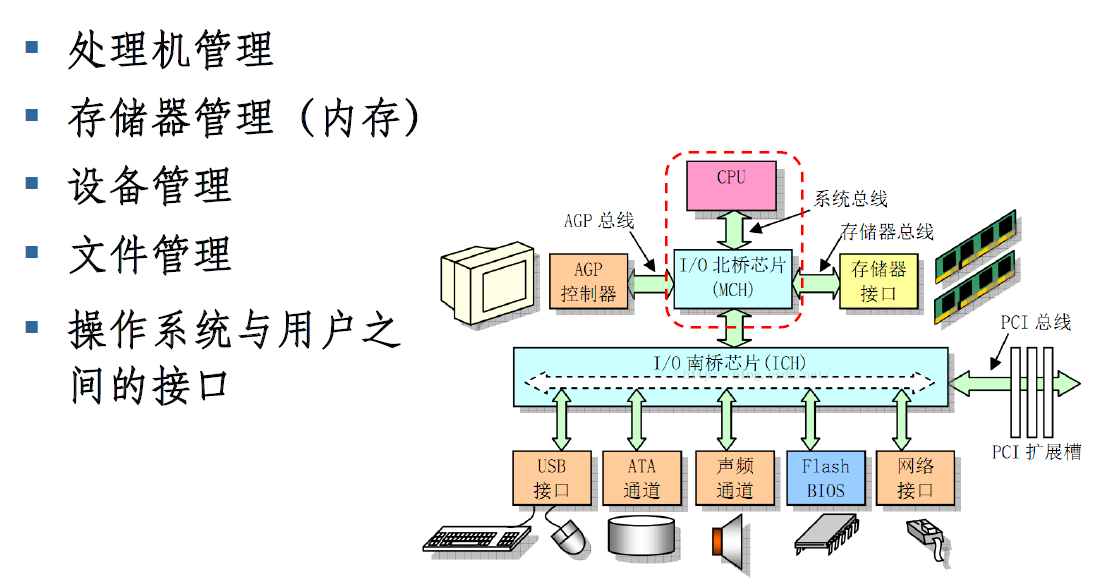 处理机管理
存储器管理（内存）
设备管理
文件管理
操作系统与用户之
间的接口
CPU
系统总线
AGP 总线
存储器总线
AGP
控制器
I/O 北桥芯片
(MCH)
存储器
接口
PCI 总线
I/O 南桥芯片(ICH)
PCI 扩展槽
USB
接口
ATA
通道
声频
通道
Flash
BIOS
网络
接口